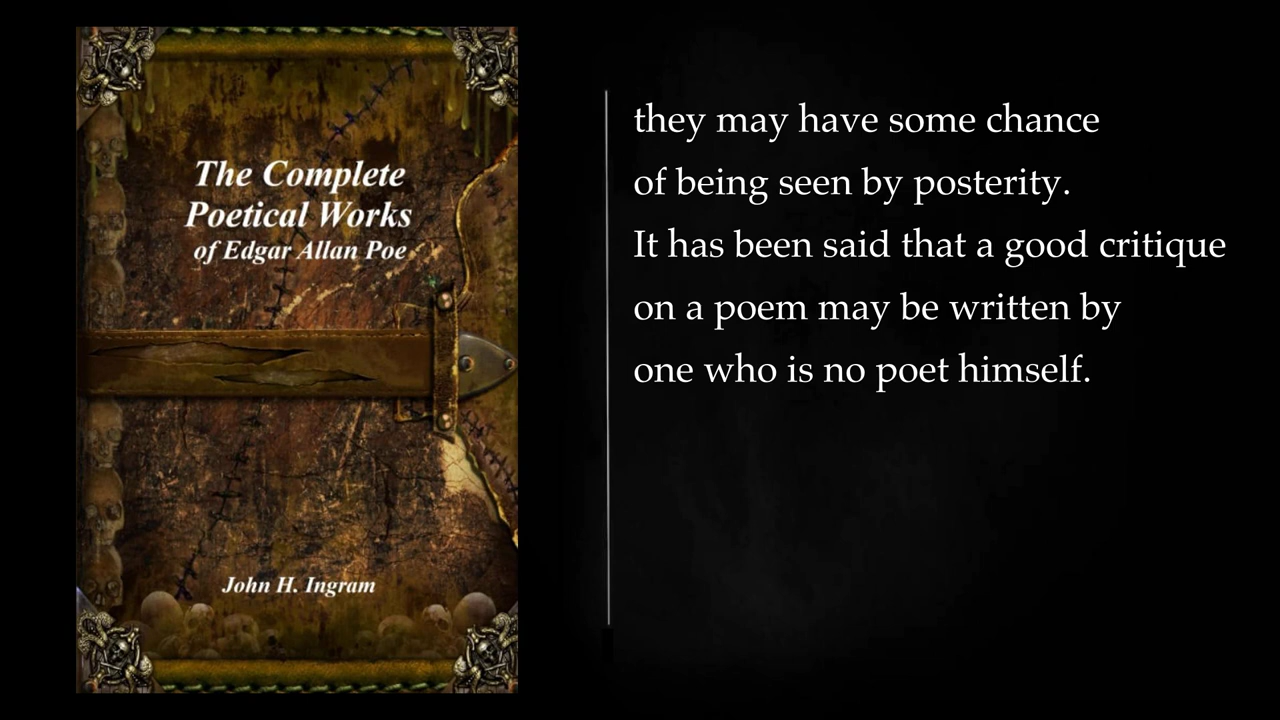 The Complete
Poetical Works
of Edgar Allan Poe
John H. Ingram
they may have some chance
of being seen by posterity.
It has been said that a good critique
on a poem may be written by
one who is no poet himself.